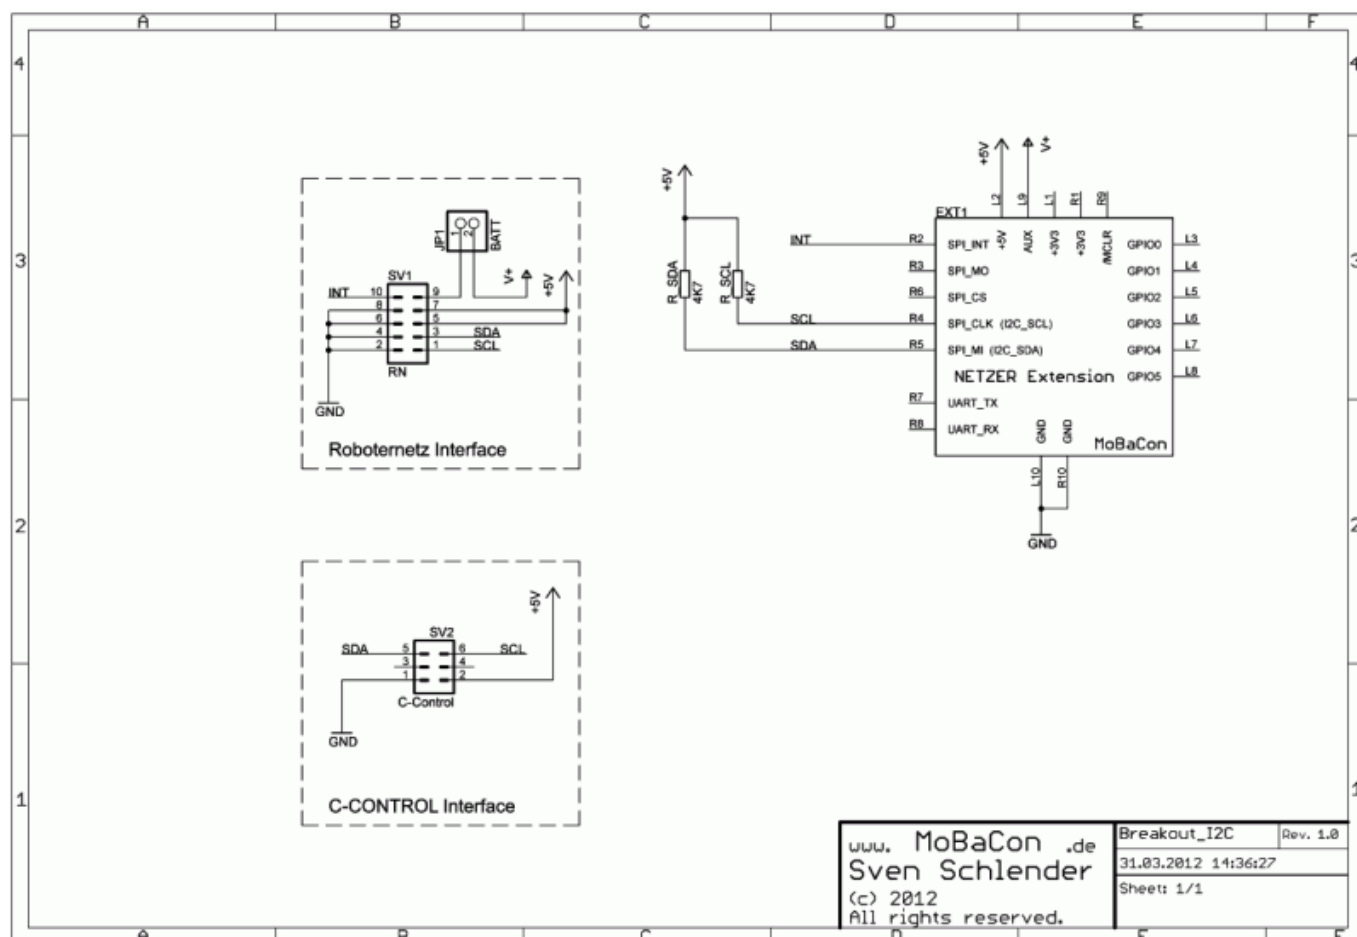 A B C D E F
4 4
+5V V+
+5V
L2 L9 L1 R1 R9
EXT1
JP1 1 2 BATT
INT R2 SPI_INT +5V AUX +3V3 +3V3 /MCLR GPIO0 L3
3 3
R3 SPI_MO GPIO1 L4
SV1 V+ +5V
R_SDA 4K7 R_SCL 4K7
INT 10 9
R6 SPI_CS GPIO2 L5
8 7
6 5
SCL R4 SPI_CLK (I2C_SCL) GPIO3 L6
4 3 SDA
2 1 SCL
SDA R5 SPI_MI (I2C_SDA) GPIO4 L7
RN
NETZER Extension GPIO5 L8
GND
R7 UART_TX
R8 UART_RX GND GND
MoBaCon
Roboternetz Interface
L10 R10
2 2
GND
+5V
SV2
SDA 5 6 SCL
3 4
1 2
C-Control
GND
1 1
C-CONTROL Interface
www. MoBaCon .de
Sven Schlender
(c) 2012
All rights reserved.
Breakout_I2C Rev. 1.0
31.03.2012 14:36:27
Sheet: 1/1